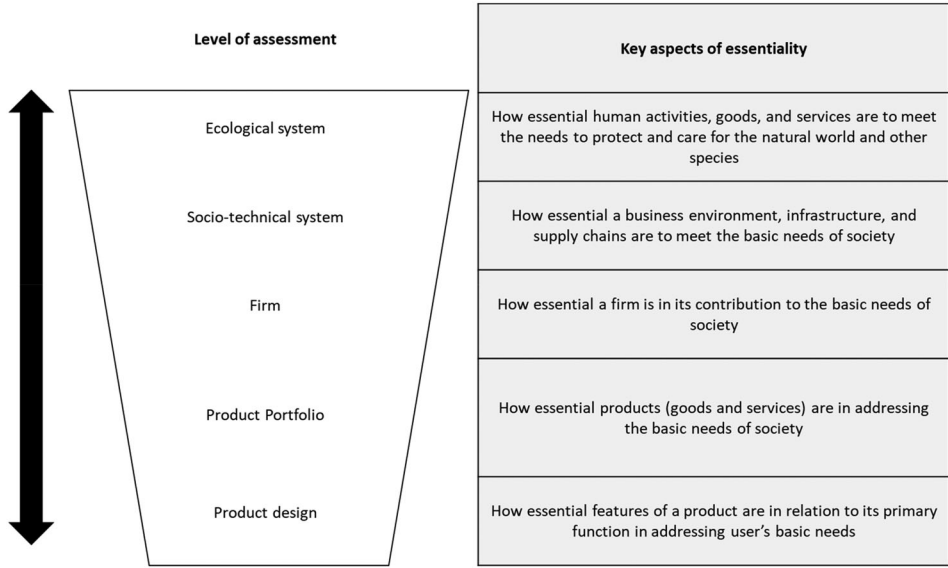 Level of assessment
Key aspects of essentiality
Ecological system
How essential human activities, goods, and services are to meet
the needs to protect and care for the natural world and other
species
Socio-technical system
How essential a business environment, infrastructure, and
supply chains are to meet the basic needs of society
Firm
How essential a firm is in its contribution to the basic needs of
society
Product Portfolio
How essential products (goods and services) are in addressing
the basic needs of society
Product design
How essential features of a product are in relation to its primary
function in addressing user’s basic needs